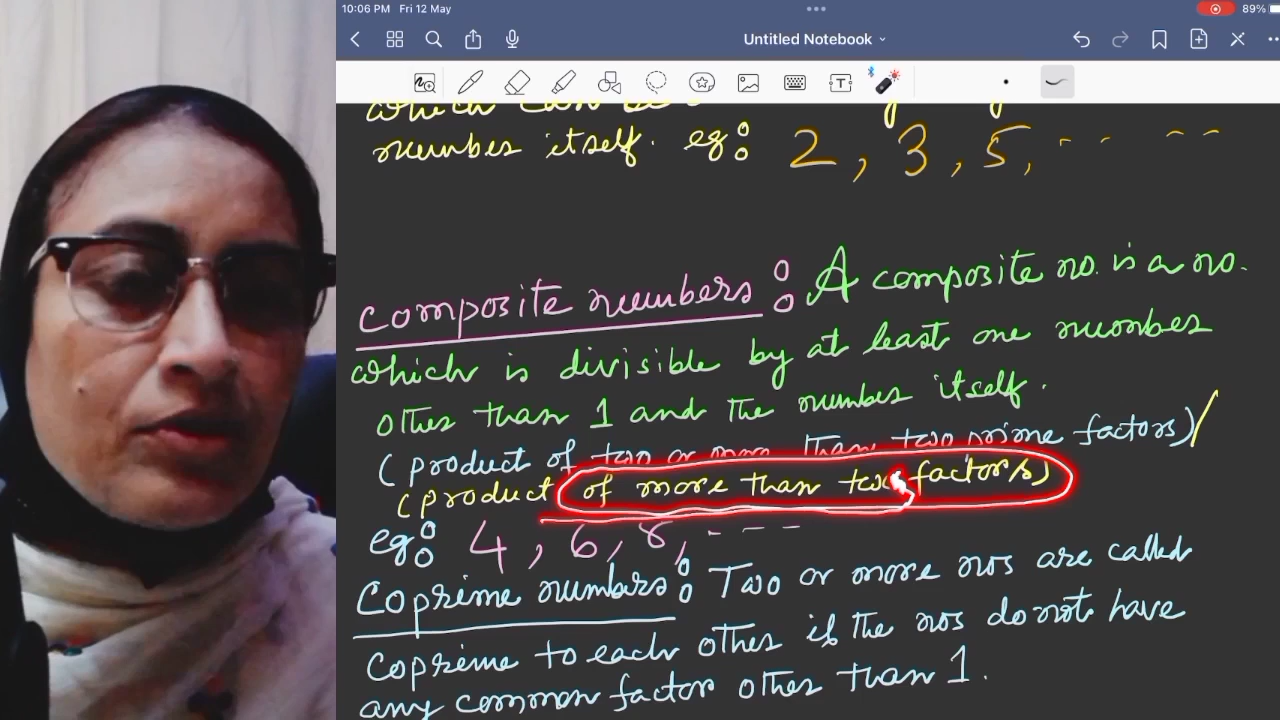 10:06 PM Fri 12 May
89%
Untitled Notebook
T
which can be
number itself. eg: 2, 3, 5, -- --
composite numbers: A composite no. is a no.
which is divisible by at least one number
other than 1 and the number itself.
(product of two or more than two prime factors)/
(product of more than two factors)
eg: 4, 6, 8, ---
Coprime numbers: Two or more nos are called
Coprime to each other if the nos do not have
any common factor other than 1.